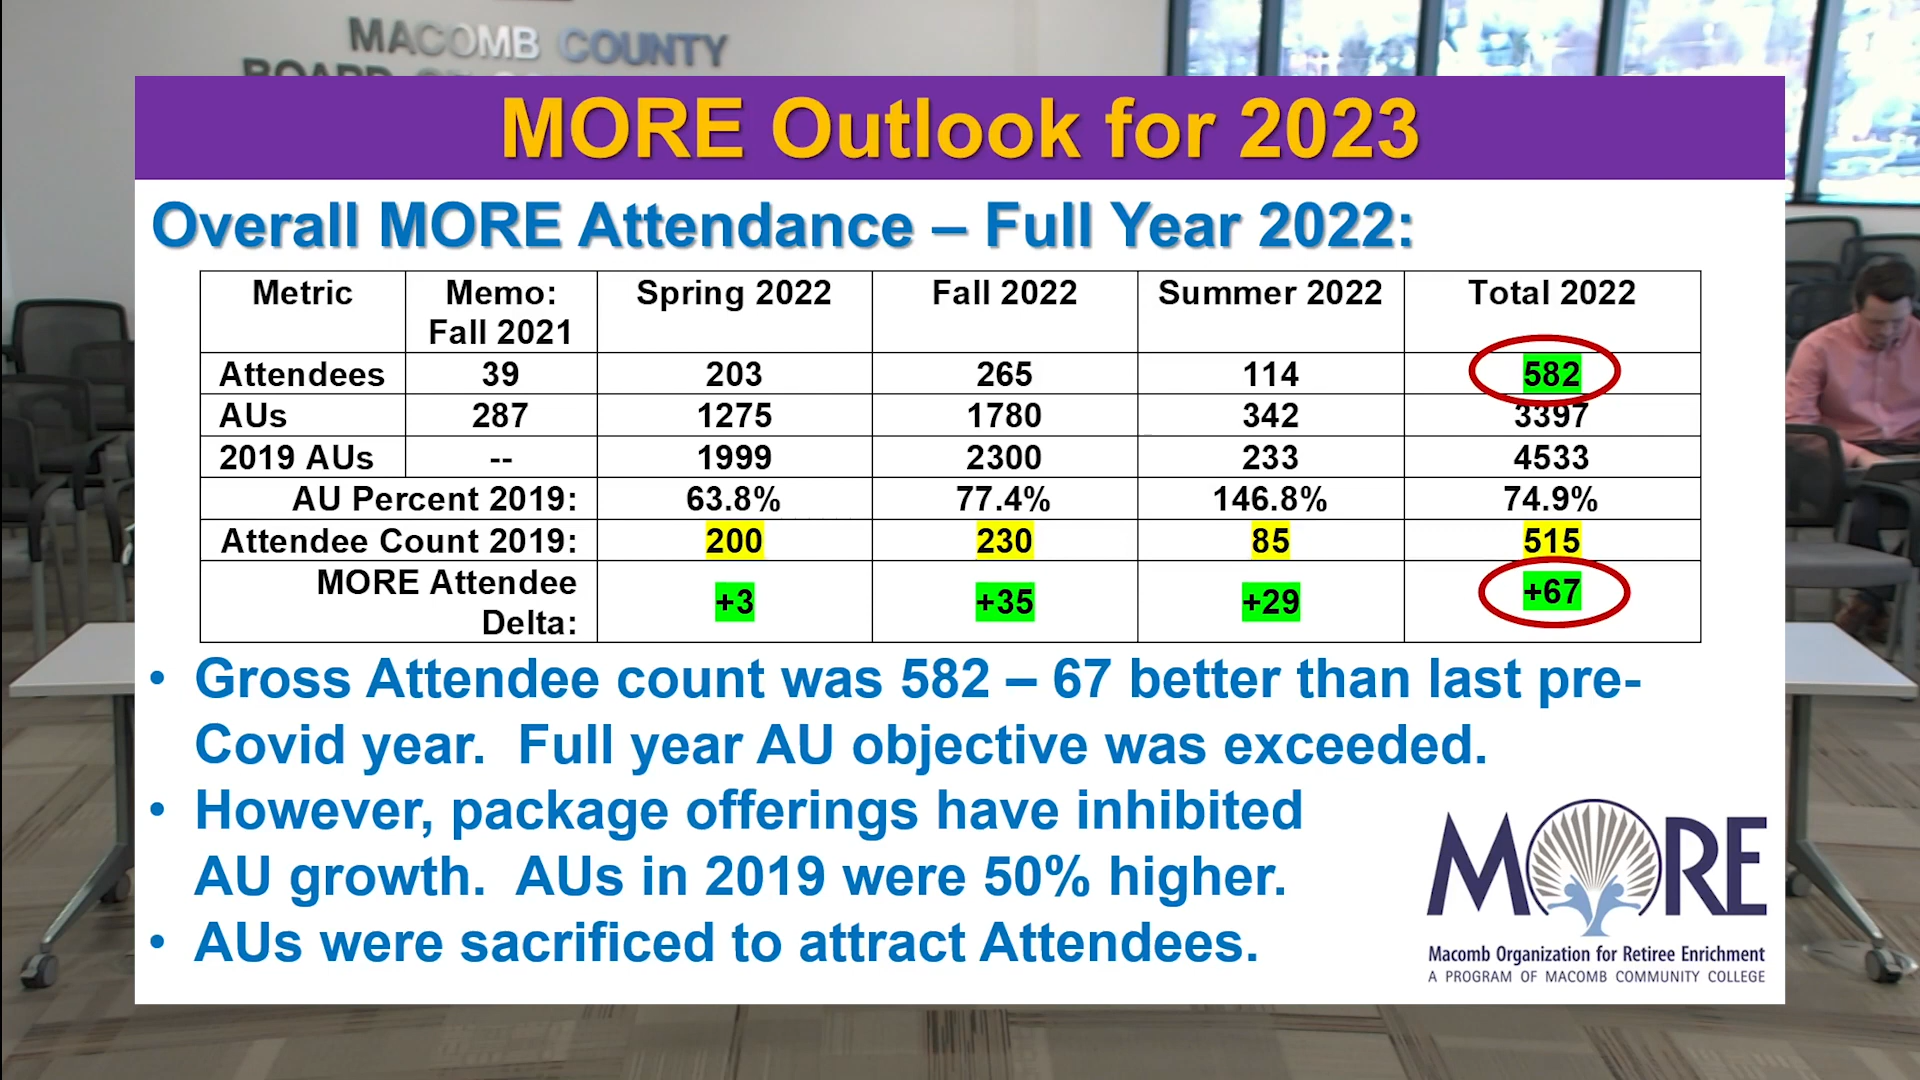 MACOMB COUNTY
MORE Outlook for 2023
Overall MORE Attendance – Full Year 2022:
Metric Memo: Fall 2021 Spring 2022 Fall 2022 Summer 2022 Total 2022
Attendees 39 203 265 114 582
AUs 287 1275 1780 342 3397
2019 AUs -- 1999 2300 233 4533
AU Percent 2019: 63.8% 77.4% 146.8% 74.9%
Attendee Count 2019: 200 230 85 515
MORE Attendee Delta: +3 +35 +29 +67
• Gross Attendee count was 582 – 67 better than last pre-
Covid year. Full year AU objective was exceeded.
• However, package offerings have inhibited
AU growth. AUs in 2019 were 50% higher.
• AUs were sacrificed to attract Attendees.
MORE
Macomb Organization for Retiree Enrichment
A PROGRAM OF MACOMB COMMUNITY COLLEGE